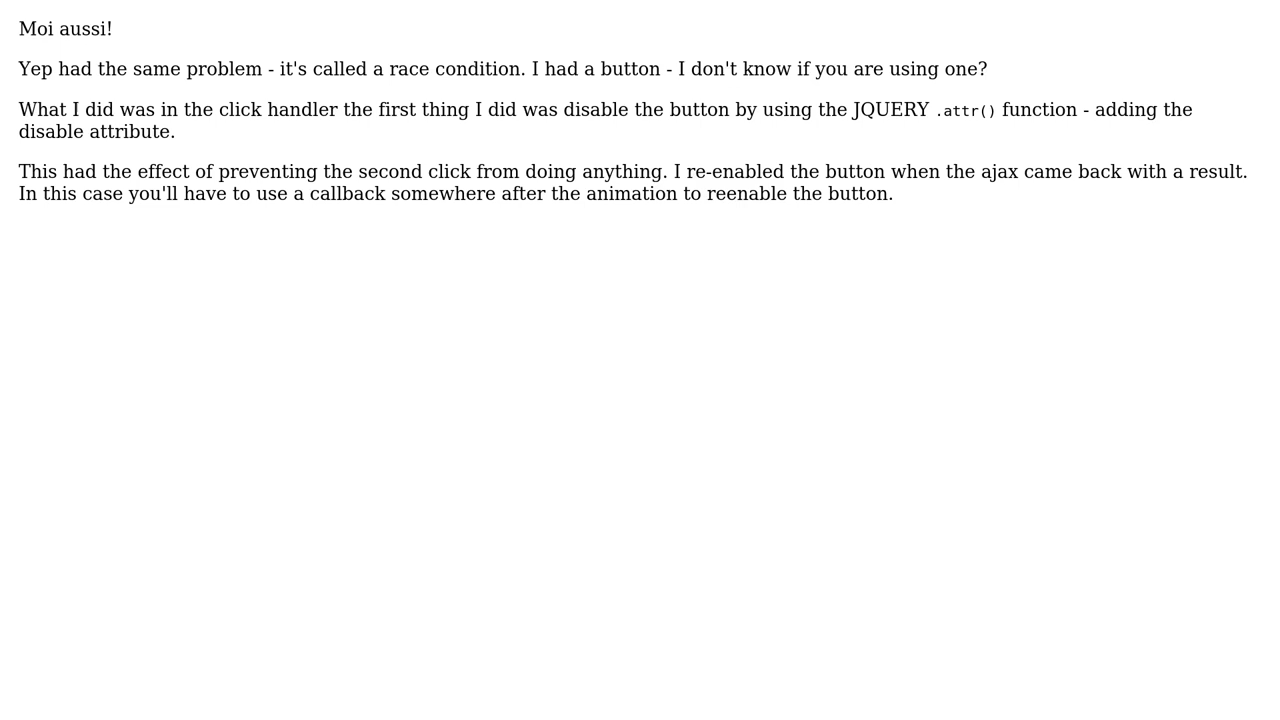 Moi aussi!
Yep had the same problem - it's called a race condition. I had a button - I don't know if you are using one?
What I did was in the click handler the first thing I did was disable the button by using the JQUERY .attr() function - adding the
disable attribute.
This had the effect of preventing the second click from doing anything. I re-enabled the button when the ajax came back with a result.
In this case you'll have to use a callback somewhere after the animation to reenable the button.